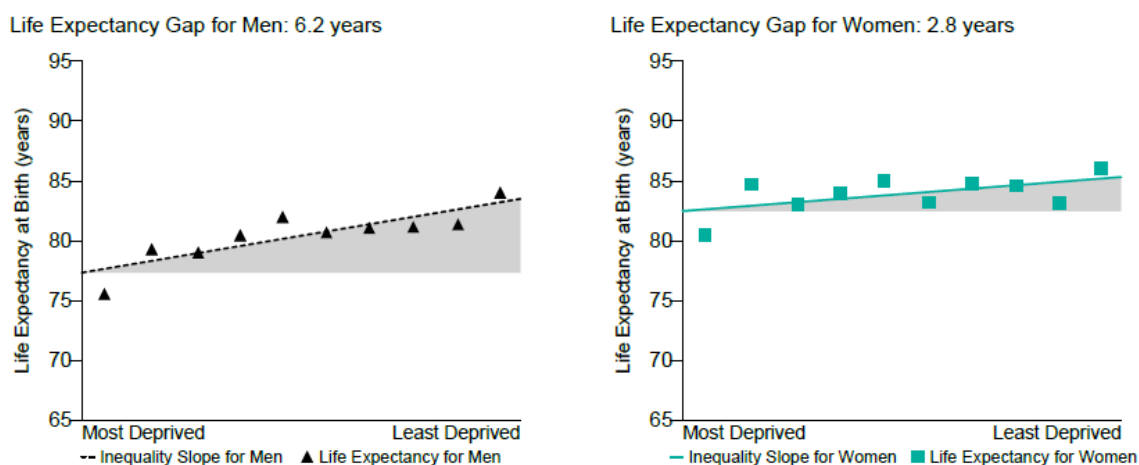 Life Expectancy Gap for Men: 6.2 years
95
90
85
80
75
70
65
Life Expectancy at Birth (years)
Most Deprived Least Deprived
Inequality Slope for Men Life Expectancy for Men
Life Expectancy Gap for Women: 2.8 years
95
90
85
80
75
70
65
Life Expectancy at Birth (years)
Most Deprived Least Deprived
Inequality Slope for Women Life Expectancy for Women